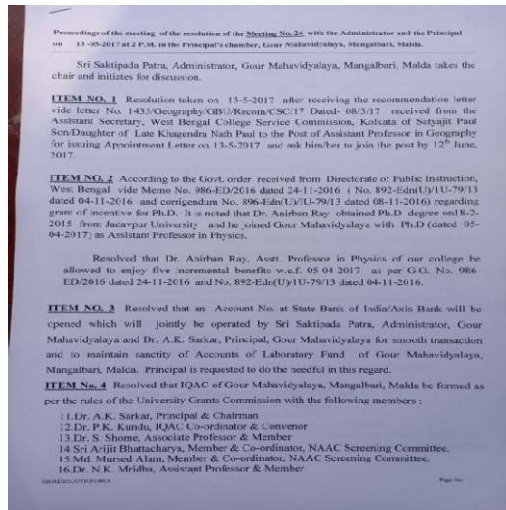 Proceedings of the meeting of the resolution of the Meeting No.24, with the Administrator and the Principal
on 13 -05-2017 at 2 P.M. in the Principal's chamber, Gour Mahavidyalaya, Mangalbari, Malda.
Sri Saktipada Patra, Administrator, Gour Mahavidyalaya, Mangalbari, Malda takes the
chair and initiates for discussion.
ITEM NO. 1 Resolution taken on 13-5-2017 after receiving the recommendation letter
vide letter No. 1433/Geography/GBU/Recom/CSC/17 Dated- 08/5/17 received from the
Assistant Secretary, West Bengal College Service Commission, Kolkata of Setyajit Paul
Son/Daughter of Late Khagendra Nath Paul to the Post of Assistant Professor in Geography
for issuing Appointment Letter on 13-5-2017 and ask him/her to join the post by 12th June,
2017.
ITEM NO. 2 According to the Govt. order received from Directorate of Public Instruction,
West Bengal vide Memo No. 986-ED/2016 dated 24-11-2016 ( No. 892-Edn(U)/1U-79/13
dated 04-11-2016 and corrigendum No. 896-Edn(U)/1U-79/13 dated 08-11-2016) regarding
grant of incentive for Ph.D. It is noted that Dr. Anirban Ray obtained Ph.D degree on18-2-
2015 from Jadavpur University and he joined Gour Mahavidyalaya with Ph.D (dated 05-
04-2017) as Assistant Professor in Physics.
Resolved that Dr. Anirban Ray, Asstt. Professor in Physics of our college be
allowed to enjoy five incremental benefits w.e.f. 05 04 2017 as per G.O. No. 986-
ED/2016 dated 24-11-2016 and No. 892-Edn(U)/1U-79/13 dated 04-11-2016.
ITEM NO. 3 Resolved that an Account No. at State Bank of India/Axis Bank will be
opened which will jointly be operated by Sri Saktipada Patra, Administrator, Gour
Mahavidyalaya and Dr. A.K. Sarkar, Principal, Gour Mahavidyalaya for smooth transaction
and to maintain sanctity of Accounts of Laboratory Fund of Gour Mahavidyalaya,
Mangalbari, Malda. Principal is requested to do the needful in this regard.
ITEM No. 4 Resolved that IQAC of Gour Mahavidyalaya, Mangalbari, Malda be formed as
per the rules of the University Grants Commission with the following members :
11.Dr. A.K. Sarkar, Principal & Chairman
12.Dr. P.K. Kundu, IQAC Co-ordinator & Convenor
13.Dr. S. Shome, Associate Professor & Member
14.Sri Arijit Bhattacharya, Member & Co-ordinator, NAAC Screening Committee.
15 Md. Mursed Alam, Member & Co-ordinator, NAAC Screening Committee.
16.Dr. N.K. Mridha, Assistant Professor & Member